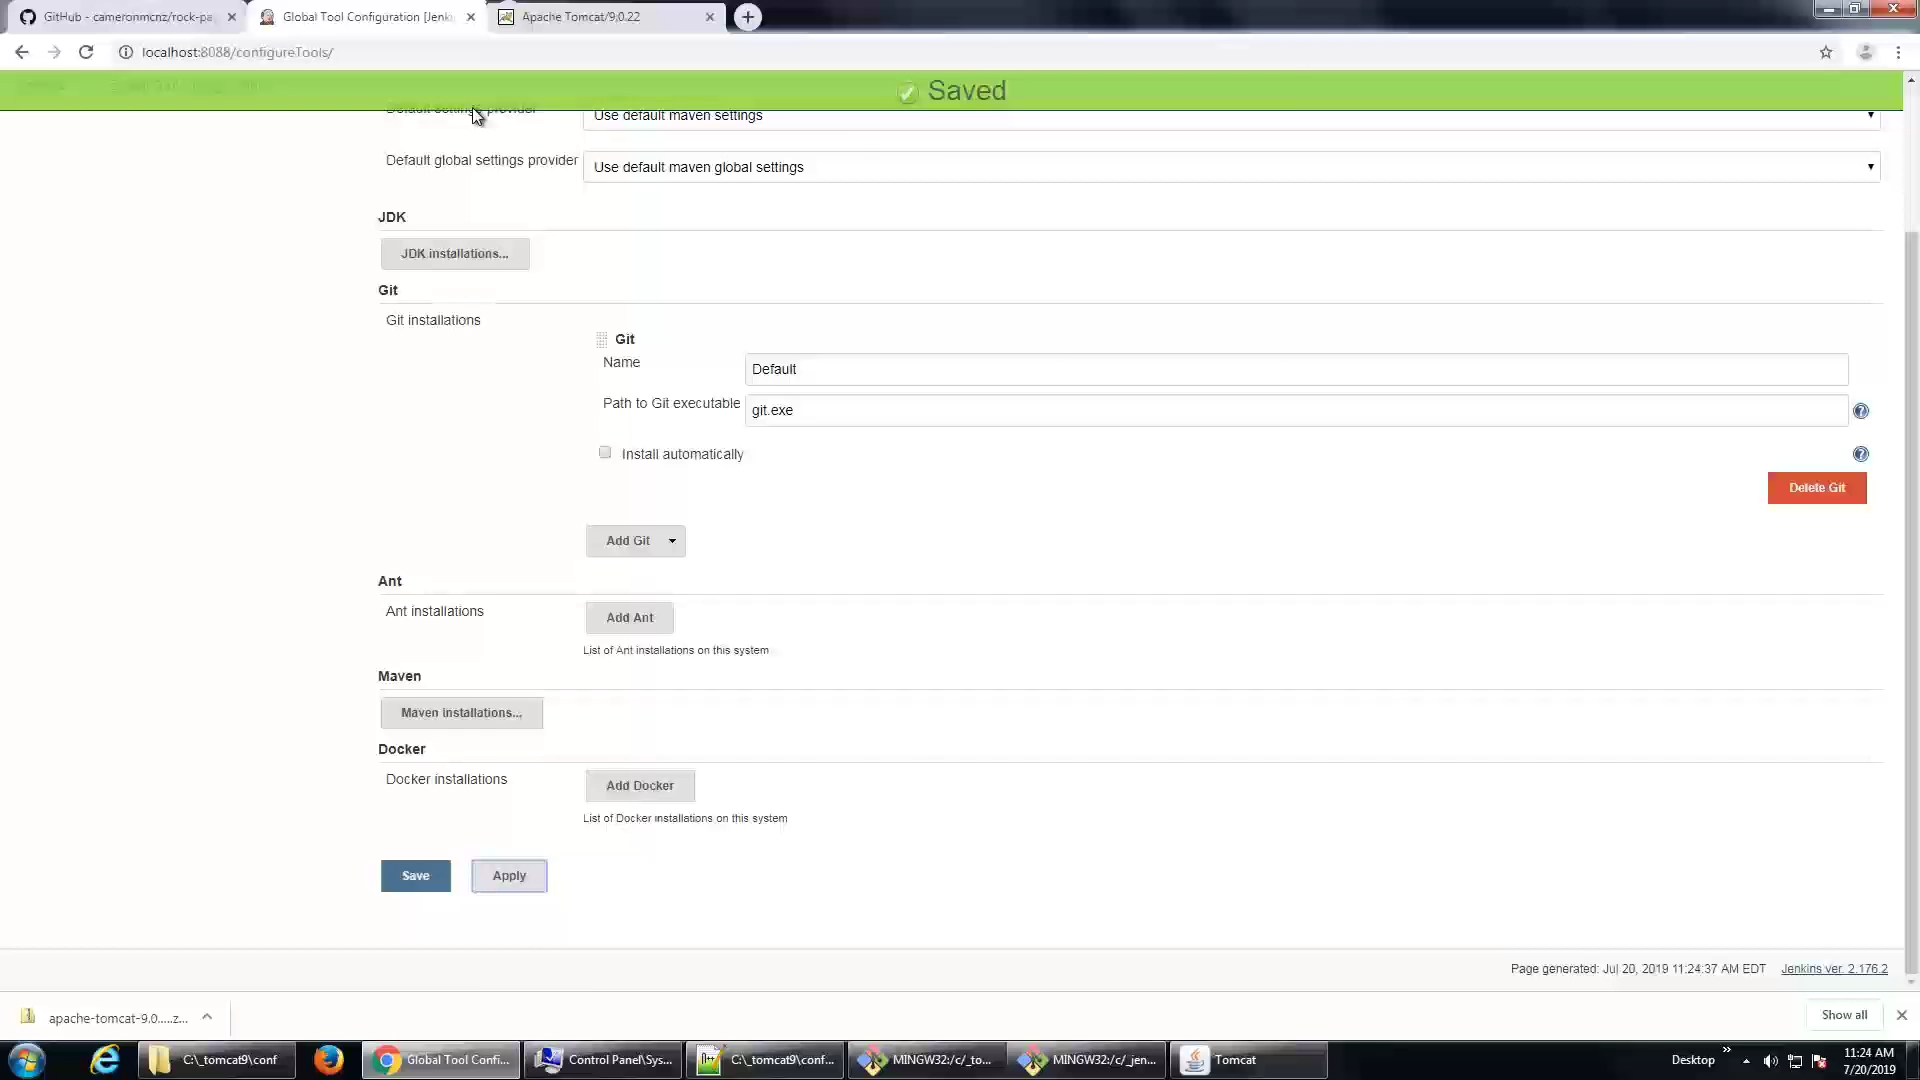 GitHub - cameronmcnz/rock-pa
Global Tool Configuration [Jenk
Apache Tomcat/9.0.22
localhost:8088/configureTools/
Saved
Default settings provider
Use default maven settings
Default global settings provider
Use default maven global settings
JDK
JDK installations...
Git
Git installations
Git
Name
Default
Path to Git executable
git.exe
Install automatically
Delete Git
Add Git
Ant
Ant installations
Add Ant
List of Ant installations on this system
Maven
Maven installations...
Docker
Docker installations
Add Docker
List of Docker installations on this system
Save
Apply
Page generated: Jul 20, 2019 11:24:37 AM EDT
Jenkins ver. 2.176.2
apache-tomcat-9.0.....z...
Show all
C:\_tomcat9\conf
Global Tool Confi...
Control Panel\Sys...
C:\_tomcat9\conf...
MINGW32:/c/_to...
MINGW32:/c/_jen...
Tomcat
Desktop
11:24 AM
7/20/2019